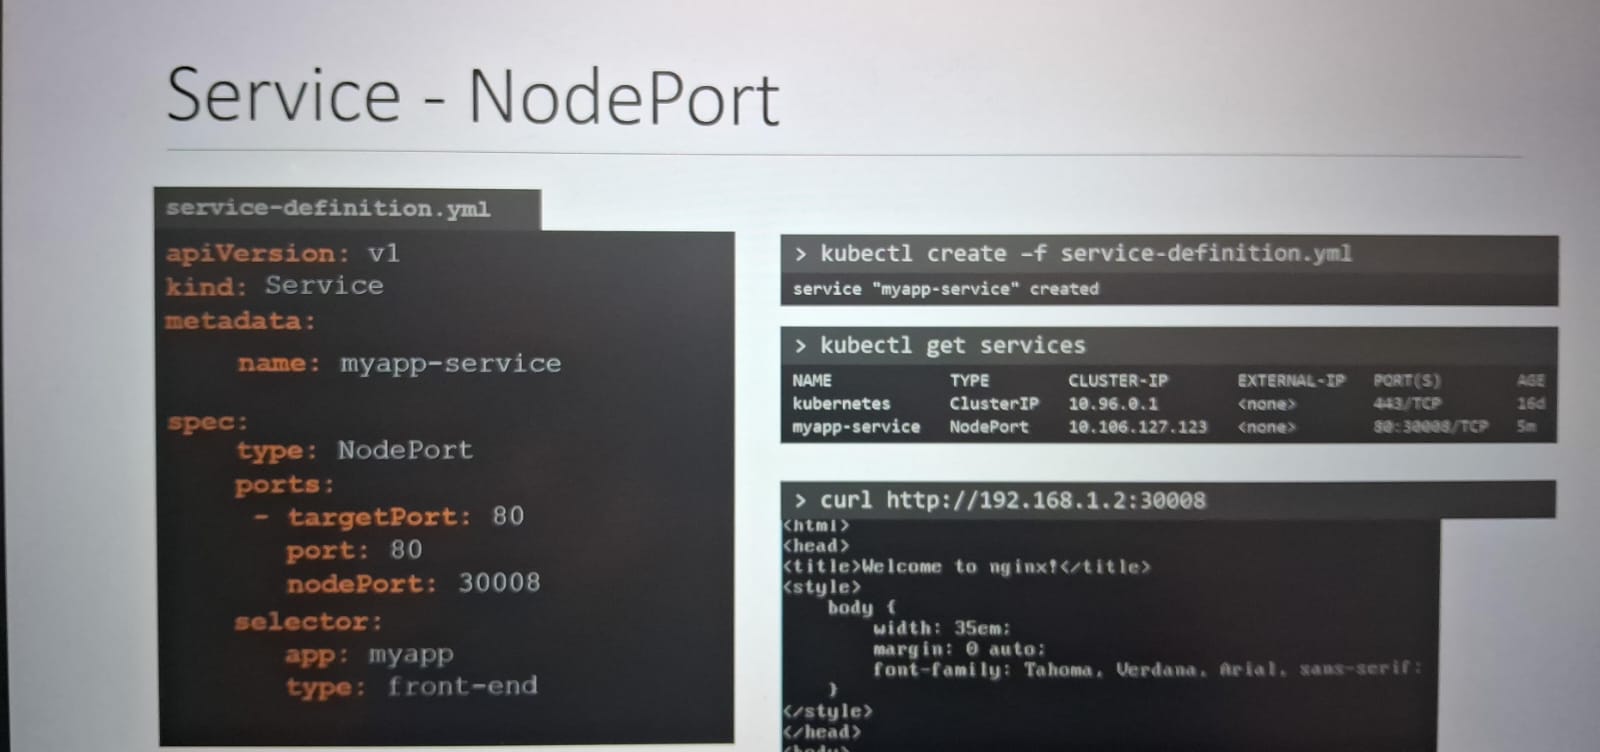 Service - NodePort
service-definition.yml
apiVersion: v1
kind: Service
metadata:
name: myapp-service
spec:
type: NodePort
ports:
- targetPort: 80
port: 80
nodePort: 30008
selector:
app: myapp
type: front-end
> kubectl create –f service-definition.yml
service "myapp-service" created
> kubectl get services
NAME TYPE CLUSTER-IP EXTERNAL-IP PORT(S) AGE
kubernetes ClusterIP 10.96.0.1 <none> 443/TCP 16d
myapp-service NodePort 10.106.127.123 <none> 80:30008/TCP 5m
> curl http://192.168.1.2:30008
<html>
<head>
<title>Welcome to nginx!</title>
<style>
body {
width: 35em;
margin: 0 auto;
font-family: Tahoma, Verdana, Arial, sans-serif;
}
</style>
</head>
<body>